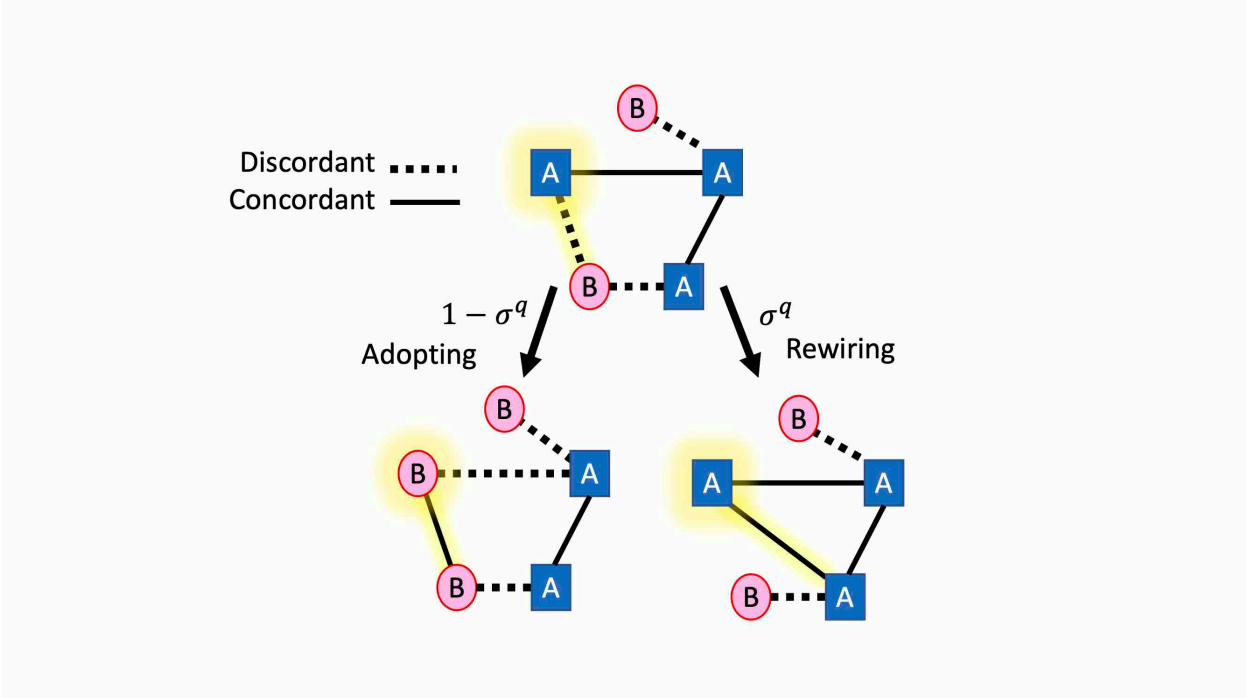 B
Discordant
A
A
Concordant
B
A
1 − σ^q
σ^q
Adopting
Rewiring
B
B
B
A
A
A
B
A
B
A